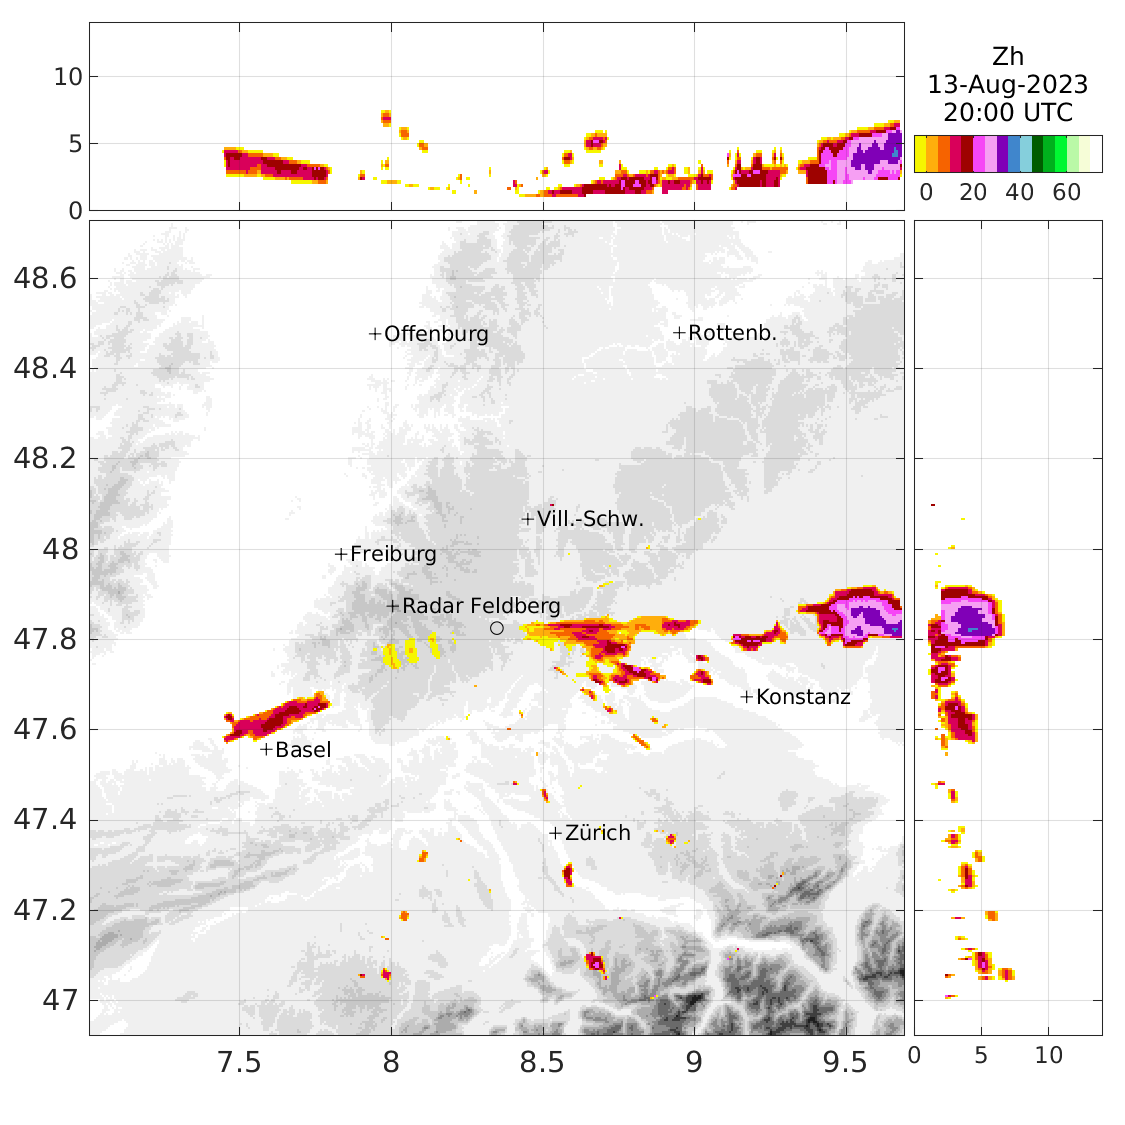 Zh
13-Aug-2023
20:00 UTC
0 20 40 60
10
5
0
48.6
48.4
48.2
48
47.8
47.6
47.4
47.2
47
+Offenburg
+Rottenb.
+Vill.-Schw.
+Freiburg
+Radar Feldberg
+Konstanz
+Basel
+Zürich
7.5 8 8.5 9 9.5
0 5 10